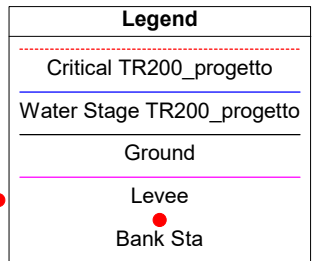 Legend
Critical TR200_progetto
Water Stage TR200_progetto
Ground
Levee
Bank Sta